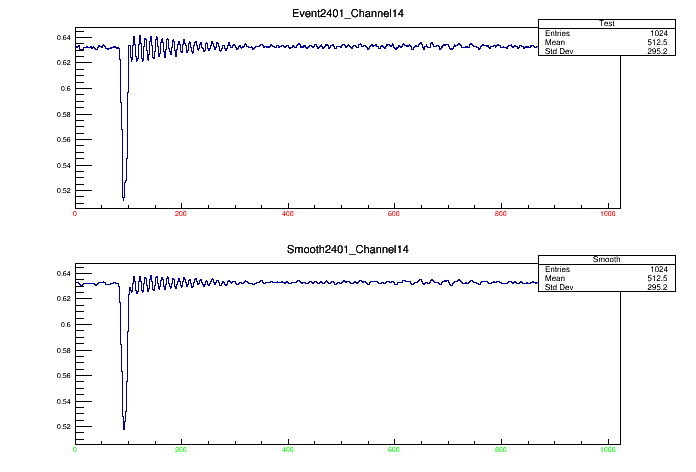 Event2401_Channel14
Test
Entries 1024
Mean 512.5
Std Dev 295.2
0.64
0.62
0.6
0.58
0.56
0.54
0.52
0 200 400 600 800 1000
Smooth2401_Channel14
Smooth
Entries 1024
Mean 512.5
Std Dev 295.2
0.64
0.62
0.6
0.58
0.56
0.54
0.52
0 200 400 600 800 1000